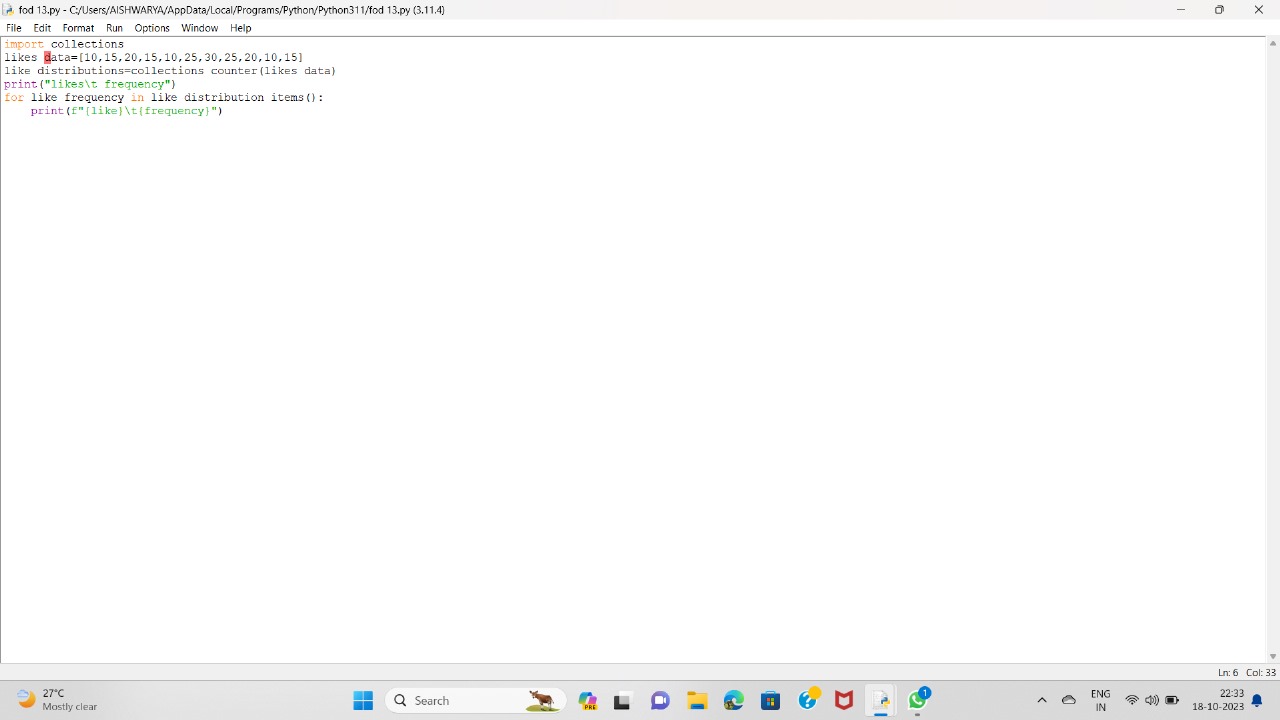 fod 13.py - C:/Users/AISHWARYA/AppData/Local/Programs/Python/Python311/fod 13.py (3.11.4)
File Edit Format Run Options Window Help
import collections
likes data=[10,15,20,15,10,25,30,25,20,10,15]
like distributions=collections counter(likes data)
print("likes\t frequency")
for like frequency in like distribution items():
    print(f"{like}\t{frequency}")
Ln: 6 Col: 33
27°C
Mostly clear
Search
PRE
1
ENG
IN
22:33
18-10-2023